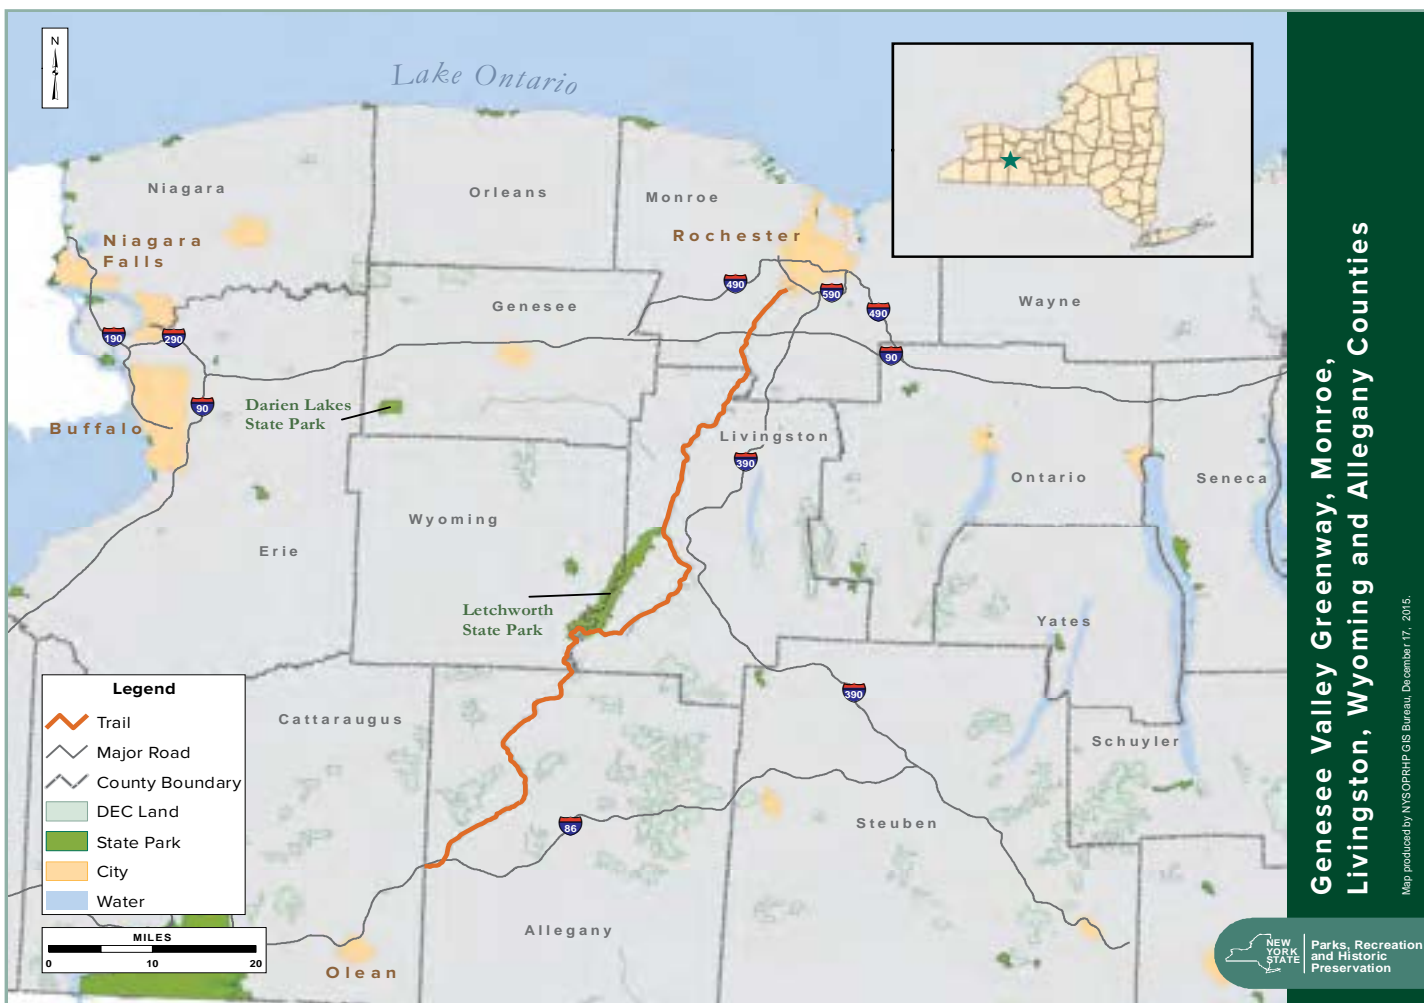 N
Lake Ontario
Niagara
Orleans
Monroe
Rochester
Niagara
Falls
490
590
Genesee
490
Wayne
190
290
90
90
Darien Lakes
State Park
Buffalo
Livingston
390
Ontario
Seneca
Wyoming
Erie
Letchworth
State Park
Yates
390
Cattaraugus
Schuyler
86
Steuben
Allegany
Olean
Legend
Trail
Major Road
County Boundary
DEC Land
State Park
City
Water
MILES
0 10 20
Genesee Valley Greenway, Monroe,
Livingston, Wyoming and Allegany Counties
Map produced by NYSOPRHP GIS Bureau, December 17, 2015.
NEW
YORK
STATE
Parks, Recreation
and Historic
Preservation